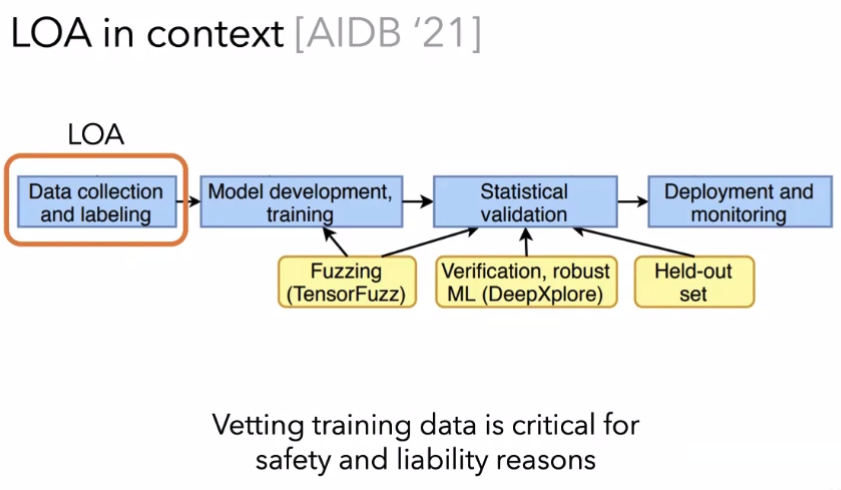 LOA in context [AIDB ‘21]
LOA
Data collection
and labeling
Model development,
training
Statistical
validation
Deployment and
monitoring
Fuzzing
(TensorFuzz)
Verification, robust
ML (DeepXplore)
Held-out
set
Vetting training data is critical for
safety and liability reasons